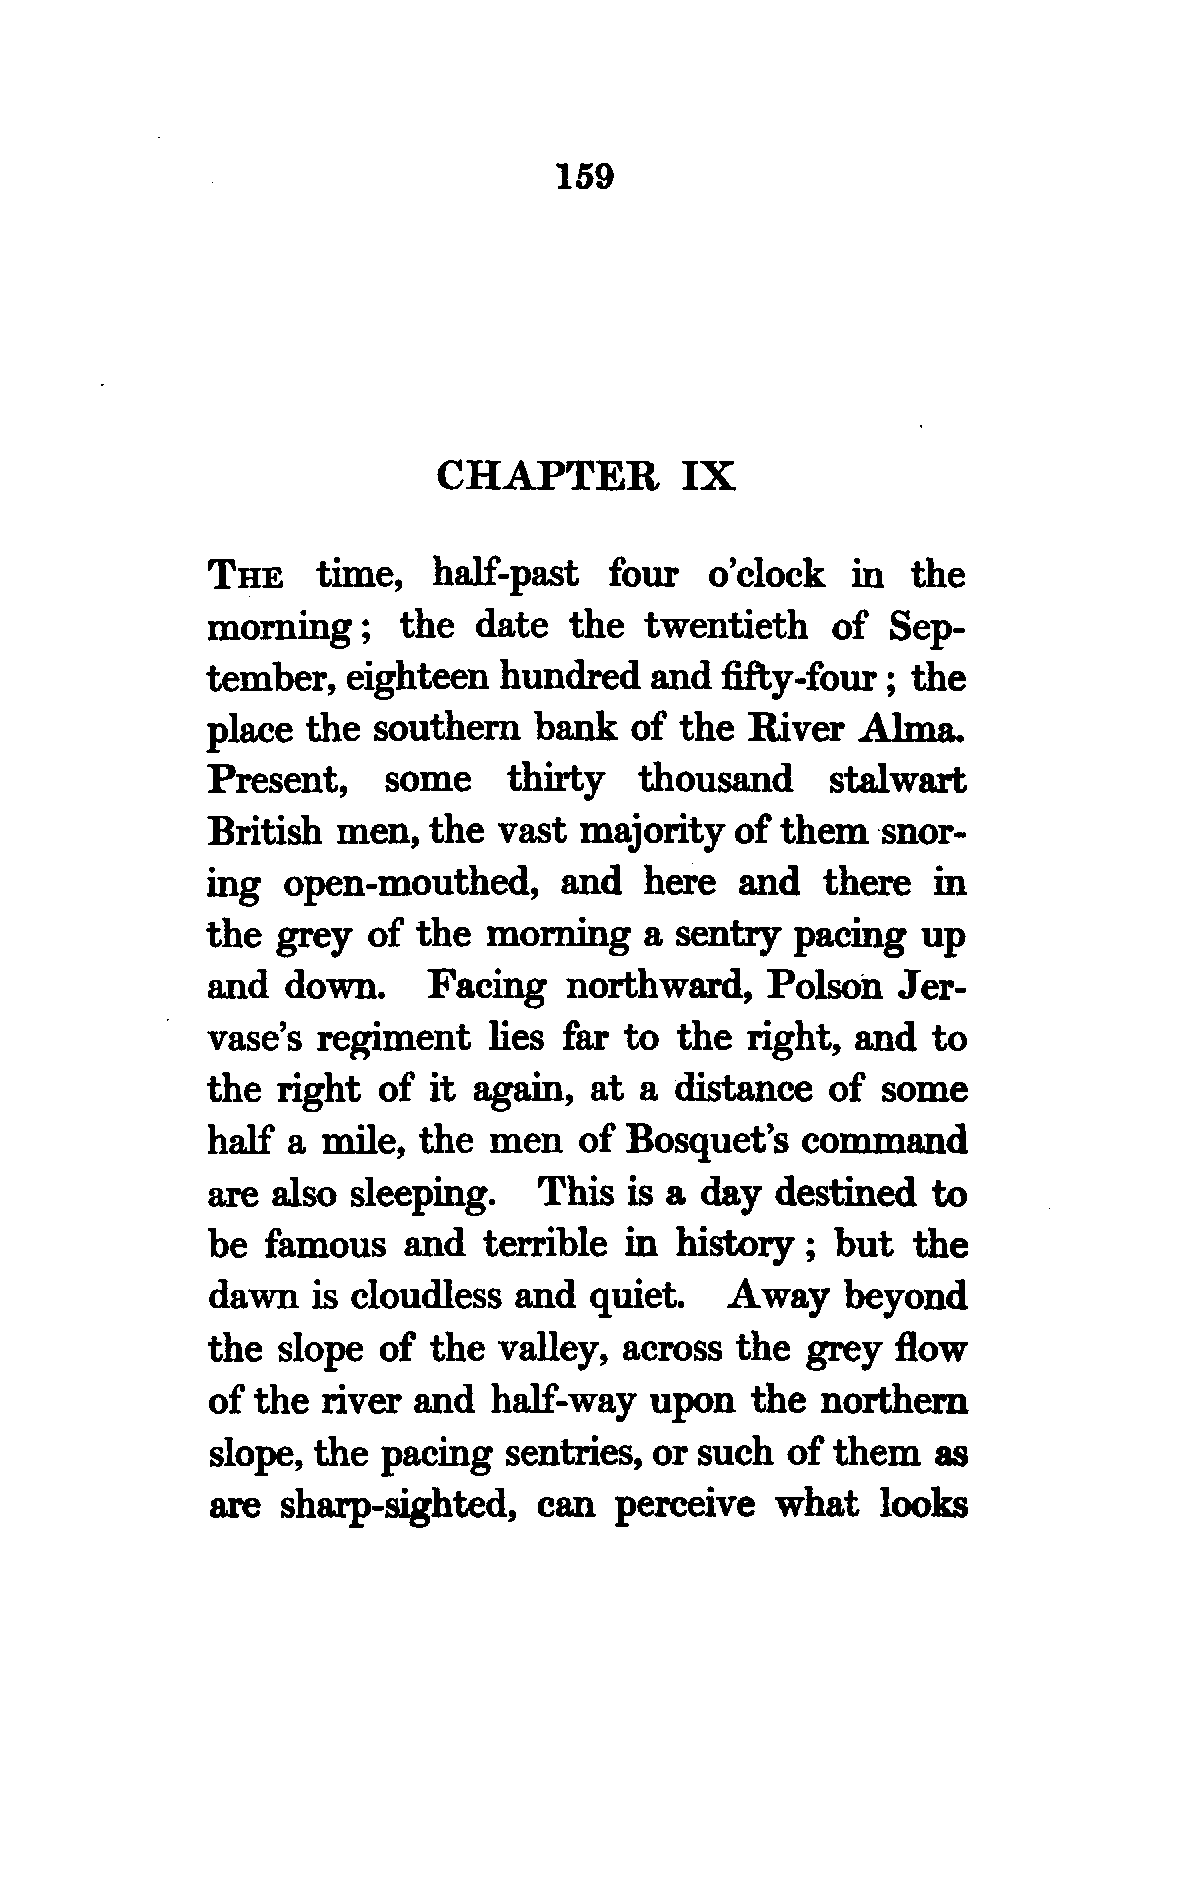 159
CHAPTER IX
THE time, half-past four o'clock in the
morning; the date the twentieth of Sep-
tember, eighteen hundred and fifty-four; the
place the southern bank of the River Alma.
Present, some thirty thousand stalwart
British men, the vast majority of them snor-
ing open-mouthed, and here and there in
the grey of the morning a sentry pacing up
and down. Facing northward, Polson Jer-
vase's regiment lies far to the right, and to
the right of it again, at a distance of some
half a mile, the men of Bosquet's command
are also sleeping. This is a day destined to
be famous and terrible in history; but the
dawn is cloudless and quiet. Away beyond
the slope of the valley, across the grey flow
of the river and half-way upon the northern
slope, the pacing sentries, or such of them as
are sharp-sighted, can perceive what looks